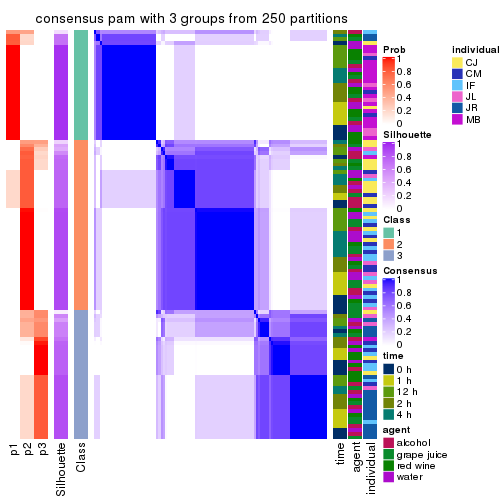 consensus pam with 3 groups from 250 partitions
Prob
1
0.8
0.6
0.4
0.2
0
Silhouette
1
0.8
0.6
0.4
0.2
0
Class
1
2
3
Consensus
1
0.8
0.6
0.4
0.2
0
time
0 h
1 h
12 h
2 h
4 h
agent
alcohol
grape juice
red wine
water
individual
CJ
CM
IF
JL
JR
MB
p1
p2
p3
Silhouette
Class
time
agent
individual